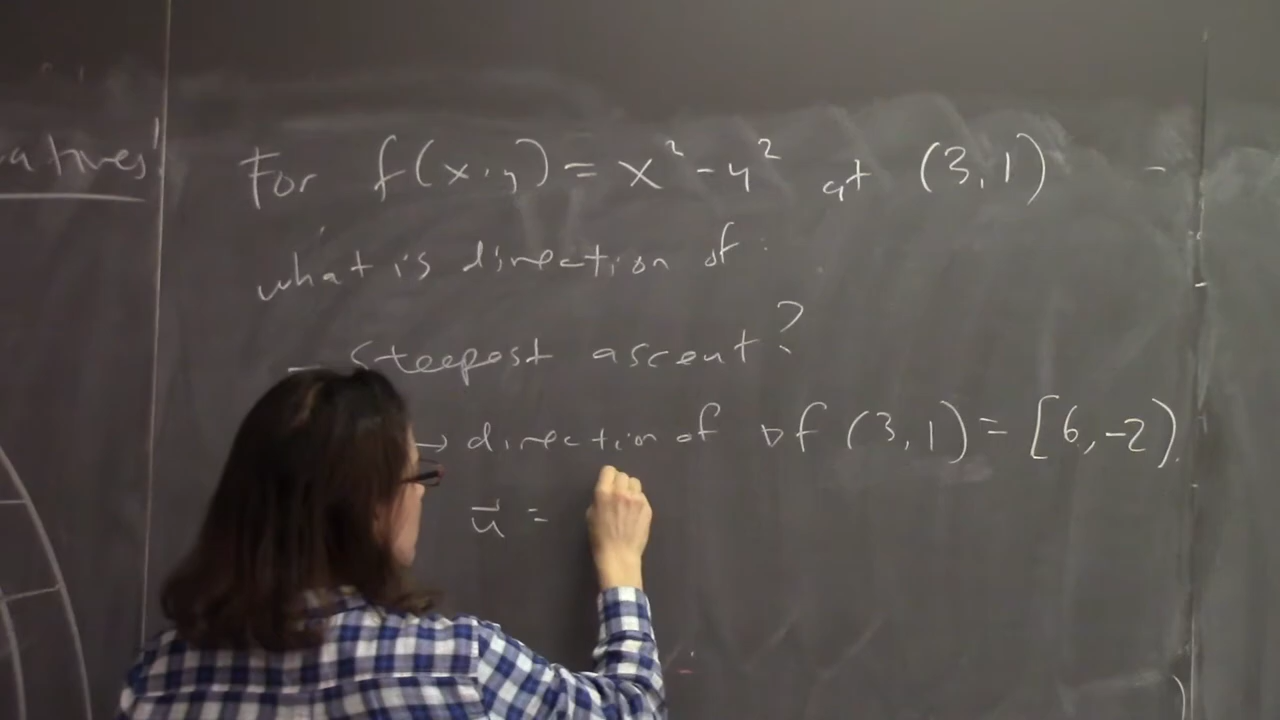 atives'
For f(x,y) = x² - y² at (3,1) -
what is direction of:
- Steepest ascent?
→ direction of ∇f (3,1) = [6,-2).
u⃗ =
)